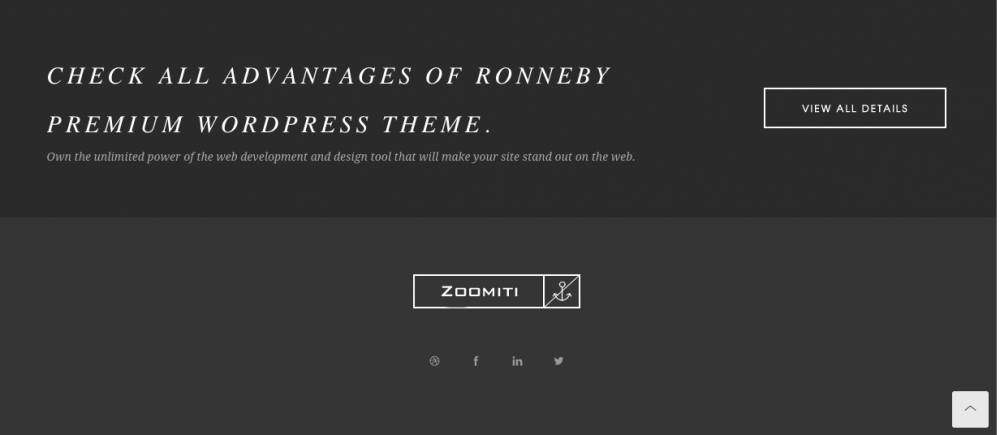 CHECK ALL ADVANTAGES OF RONNEBY
PREMIUM WORDPRESS THEME.
Own the unlimited power of the web development and design tool that will make your site stand out on the web.
VIEW ALL DETAILS
ZOOMITI